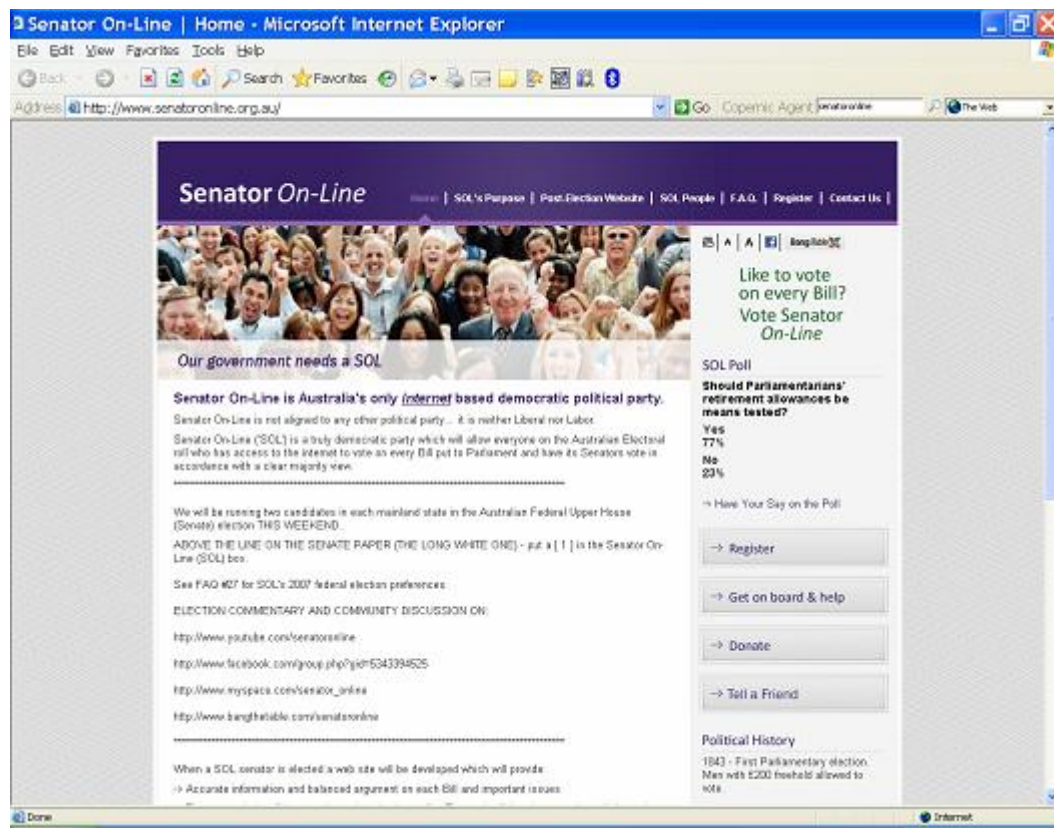 Senator On-Line | Home - Microsoft Internet Explorer
File Edit View Favorites Tools Help
Back Search Favorites
Address http://www.senatoronline.org.au/ Go Copernic Agent senatoronline The Web
Senator On-Line
Home | SOL's Purpose | Post-Election Website | SOL People | F.A.Q. | Register | Contact Us |
A | A
Like to vote
on every Bill?
Vote Senator
On-Line
Our government needs a SOL
SOL Poll
Should Parliamentarians'
retirement allowances be
means tested?
Yes
77%
No
23%
→ Have Your Say on the Poll
→ Register
→ Get on board & help
→ Donate
→ Tell a Friend
Political History
1843 - First Parliamentary election.
Men with £200 freehold allowed to
vote.
Senator On-Line is Australia's only internet based democratic political party.
Senator On-Line is not aligned to any other political party... it is neither Liberal nor Labor.
Senator On-Line ('SOL') is a truly democratic party which will allow everyone on the Australian Electoral
roll who has access to the internet to vote on every Bill put to Parliament and have its Senators vote in
accordance with a clear majority view.
We will be running two candidates in each mainland state in the Australian Federal Upper House
(Senate) election THIS WEEKEND.
ABOVE THE LINE ON THE SENATE PAPER (THE LONG WHITE ONE) - put a [ 1 ] in the Senator On-
Line (SOL) box.
See FAQ #27 for SOL's 2007 federal election preferences.
ELECTION COMMENTARY AND COMMUNITY DISCUSSION ON:
http://www.youtube.com/senatoronline
http://www.facebook.com/group.php?gid=5343394525
http://www.myspace.com/senator_online
http://www.bangthetable.com/senatoronline
When a SOL senator is elected a web site will be developed which will provide:
→ Accurate information and balanced argument on each Bill and important issues
Done Internet